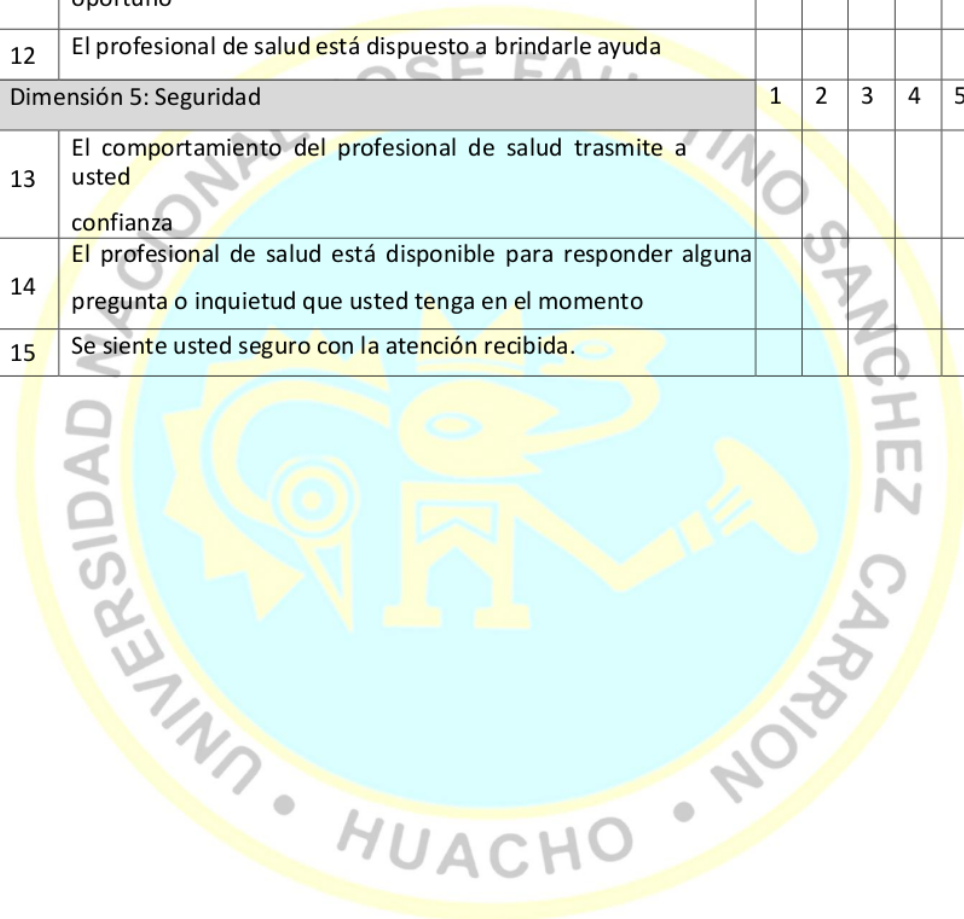 oportuno
12 El profesional de salud está dispuesto a brindarle ayuda
Dimensión 5: Seguridad 1 2 3 4 5
13 El comportamiento del profesional de salud trasmite a
usted
confianza
14 El profesional de salud está disponible para responder alguna
pregunta o inquietud que usted tenga en el momento
15 Se siente usted seguro con la atención recibida.
UNIVERSIDAD NACIONAL JOSE FAUSTINO SANCHEZ CARRION
• HUACHO •